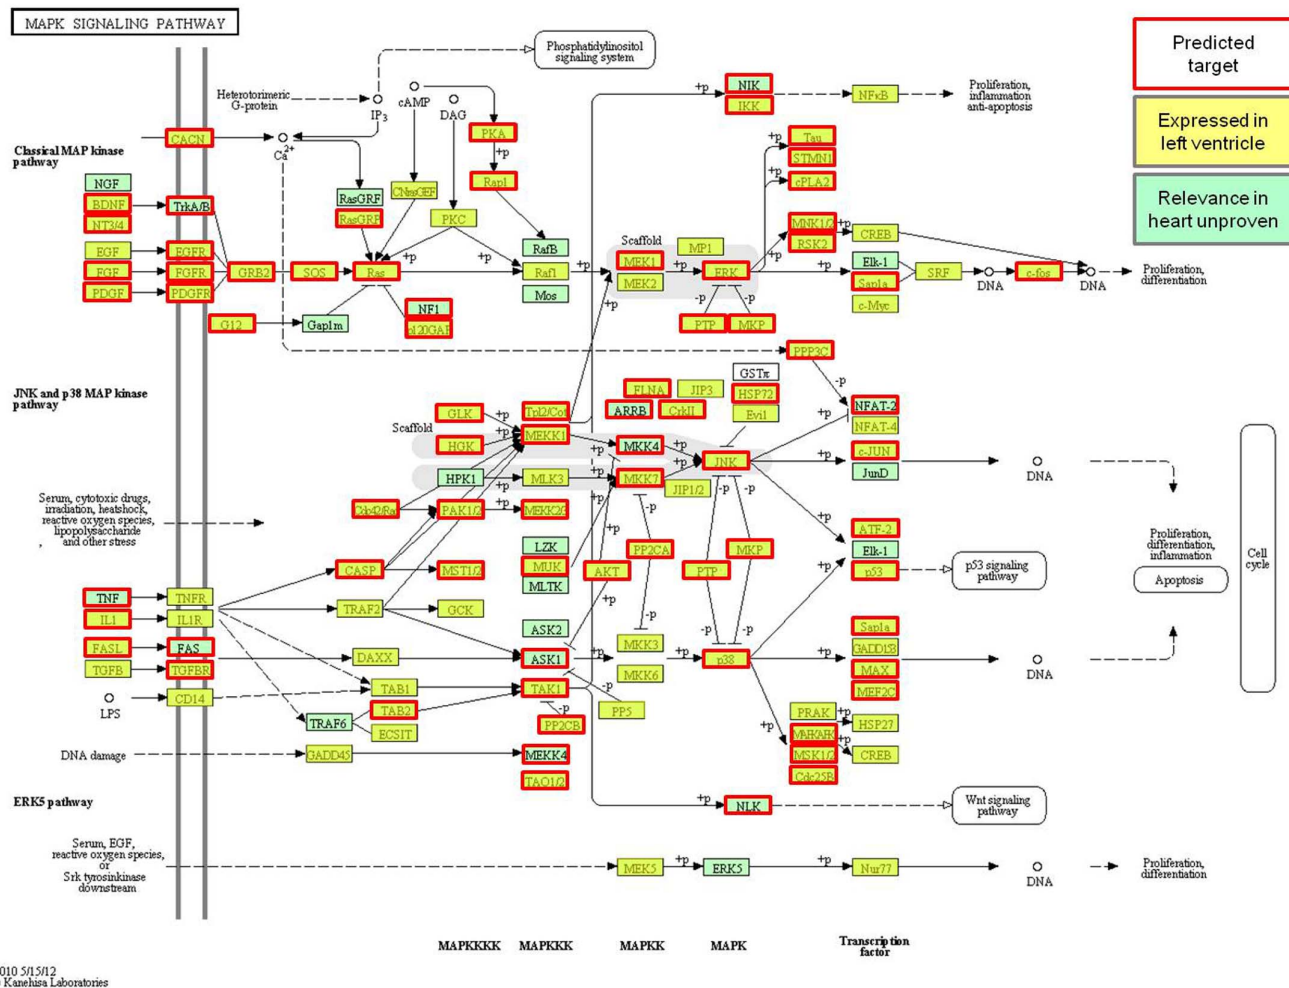 MAPK SIGNALING PATHWAY
Predicted
target
Expressed in
left ventricle
Relevance in
heart unproven
Phosphatidylinositol
signaling system
Heterotorimeric
G-protein
IP3
cAMP
DAG
Ca2+
CACN
PKA
+p
Rap1
NIK
IKK
+p
NFκB
Proliferation,
inflammation
anti-apoptosis
Classical MAP kinase
pathway
NGF
BDNF
NT3/4
TrkA/B
EGF
EGFR
FGF
FGFR
PDGF
PDGFR
GRB2
SOS
RasGRF
RasGRP
CNrasGEF
PKC
Ras
+p
+p
Gap1m
G12
NF1
p120GAP
RafB
Raf1
Mos
Scaffold
MEK1
MEK2
MP1
+p
+p
+p
ERK
PTP
MKP
-p
-p
Tau
STMN1
cPLA2
+p
+p
MNK1/2
RSK2
+p
+p
+p
CREB
Elk-1
Sap1a
c-Myc
SRF
DNA
c-fos
DNA
Proliferation,
differentiation
PPP3C
-p
JNK and p38 MAP kinase
pathway
GSTπ
HSP72
Evi1
FLNA
JIP3
ARRB
CrkII
NFAT-2
NFAT-4
c-JUN
JunD
GLK
HGK
HPK1
Scaffold
Tpl2/Cot
MEKK1
MLK3
MKK4
MKK7
JNK
JIP1/2
+p
DNA
Serum, cytotoxic drugs,
irradiation, heatshock,
reactive oxygen species,
lipopolysaccharide
and other stress
PAK1/2
+p
CASP
MST1/2
TRAF2
GCK
LZK
MUK
MLTK
ASK2
ASK1
AKT
PP2CA
PTP
MKP
-p
-p
ATF-2
Elk-1
p53
p53 signaling
pathway
Proliferation,
differentiation,
inflammation
Apoptosis
Cell
cycle
TNF
TNFR
IL1
IL1R
FASL
FAS
TGFB
TGFBR
LPS
CD14
DAXX
TAB1
TAB2
TRAF6
ECSIT
TAK1
PP2CB
PP5
MKK3
MKK6
+p
+p
p38
+p
Sap1a
MAX
MEF2C
DNA
PRAK
+p
HSP27
+p
MSK1/2
CREB
Cdc25B
DNA damage
GADD45
MEKK4
TAO1/2
ERK5 pathway
+p
NLK
Wnt signaling
pathway
Serum, EGF,
reactive oxygen species,
or
Srk tyrosinkinase
downstream
MEK5
+p
ERK5
+p
Nur77
DNA
Proliferation,
differentiation
MAPKKKK
MAPKKK
MAPKK
MAPK
Transcription
factor
010 5/15/12
Kanehisa Laboratories